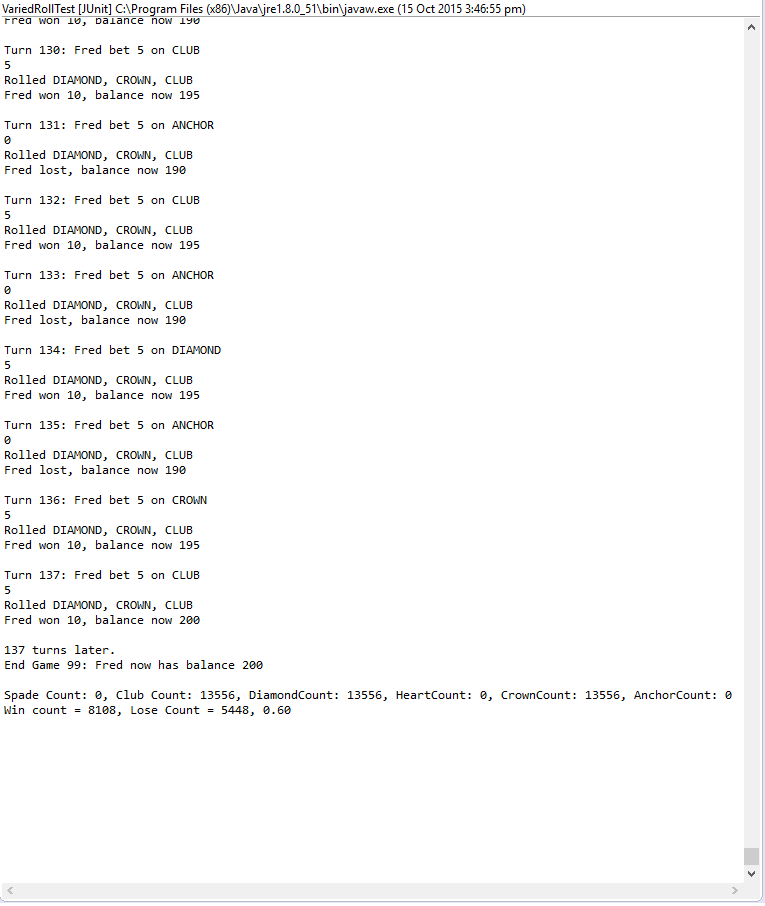 VariedRollTest [JUnit] C:\Program Files (x86)\Java\jre1.8.0_51\bin\javaw.exe (15 Oct 2015 3:46:55 pm)
Fred won 10, balance now 190
Turn 130: Fred bet 5 on CLUB
5
Rolled DIAMOND, CROWN, CLUB
Fred won 10, balance now 195
Turn 131: Fred bet 5 on ANCHOR
0
Rolled DIAMOND, CROWN, CLUB
Fred lost, balance now 190
Turn 132: Fred bet 5 on CLUB
5
Rolled DIAMOND, CROWN, CLUB
Fred won 10, balance now 195
Turn 133: Fred bet 5 on ANCHOR
0
Rolled DIAMOND, CROWN, CLUB
Fred lost, balance now 190
Turn 134: Fred bet 5 on DIAMOND
5
Rolled DIAMOND, CROWN, CLUB
Fred won 10, balance now 195
Turn 135: Fred bet 5 on ANCHOR
0
Rolled DIAMOND, CROWN, CLUB
Fred lost, balance now 190
Turn 136: Fred bet 5 on CROWN
5
Rolled DIAMOND, CROWN, CLUB
Fred won 10, balance now 195
Turn 137: Fred bet 5 on CLUB
5
Rolled DIAMOND, CROWN, CLUB
Fred won 10, balance now 200
137 turns later.
End Game 99: Fred now has balance 200
Spade Count: 0, Club Count: 13556, DiamondCount: 13556, HeartCount: 0, CrownCount: 13556, AnchorCount: 0
Win count = 8108, Lose Count = 5448, 0.60